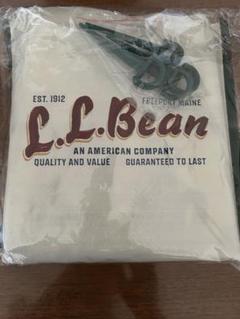 EST. 1912 FREEPORT MAINE
L.L.Bean
AN AMERICAN COMPANY
QUALITY AND VALUE GUARANTEED TO LAST